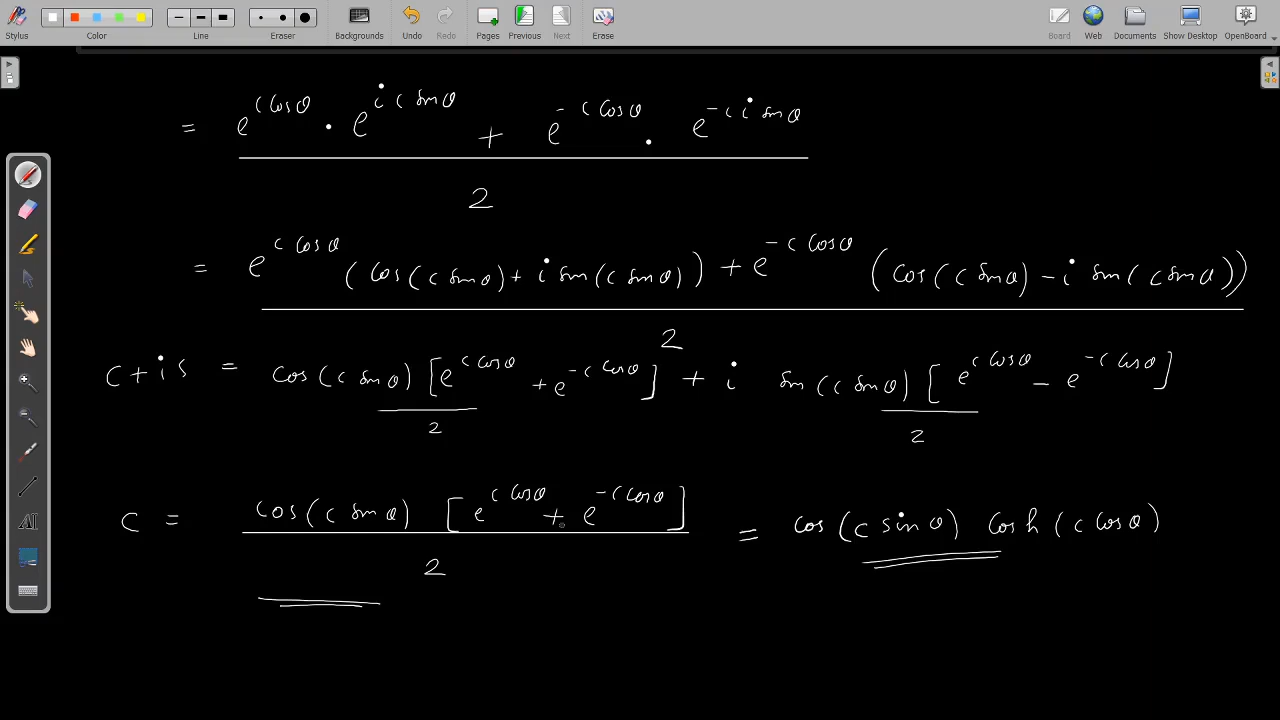 Stylus Color Line Eraser Backgrounds Undo Redo Pages Previous Next Erase Board Web Documents Show Desktop OpenBoard
= e^{c cosθ} · e^{i c sinθ} + e^{-c cosθ} · e^{-c i sinθ}
2
= e^{c cosθ} (cos(c sinθ) + i sin(c sinθ)) + e^{-c cosθ} (cos(c sinθ) - i sin(c sinθ))
2
C + i S = cos(c sinθ) [e^{c cosθ} + e^{-c cosθ}] + i sin(c sinθ) [e^{c cosθ} - e^{-c cosθ}]
2 2
C = cos(c sinθ) [e^{c cosθ} + e^{-c cosθ}] = cos(c sinθ) cosh(c cosθ)
2